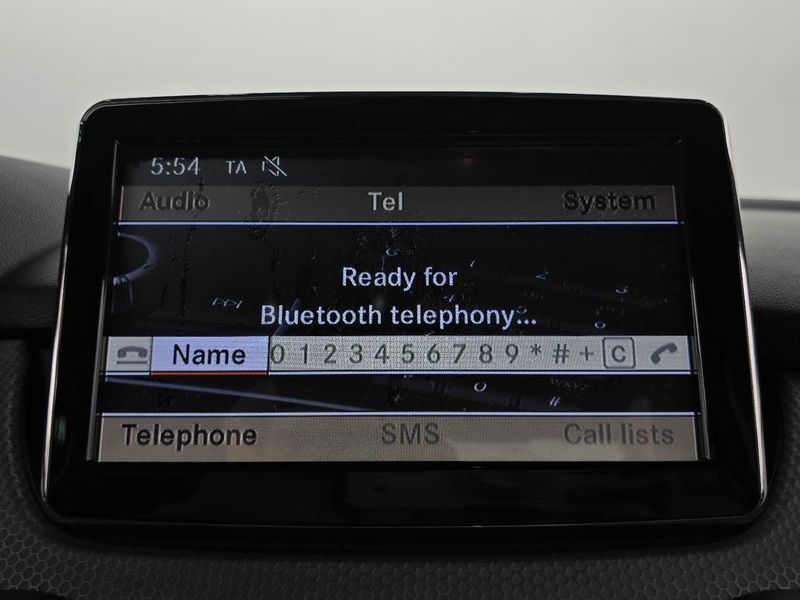 5:54 TA
Audio Tel System
Ready for
Bluetooth telephony...
Name 0 1 2 3 4 5 6 7 8 9 * # + C
Telephone SMS Call lists